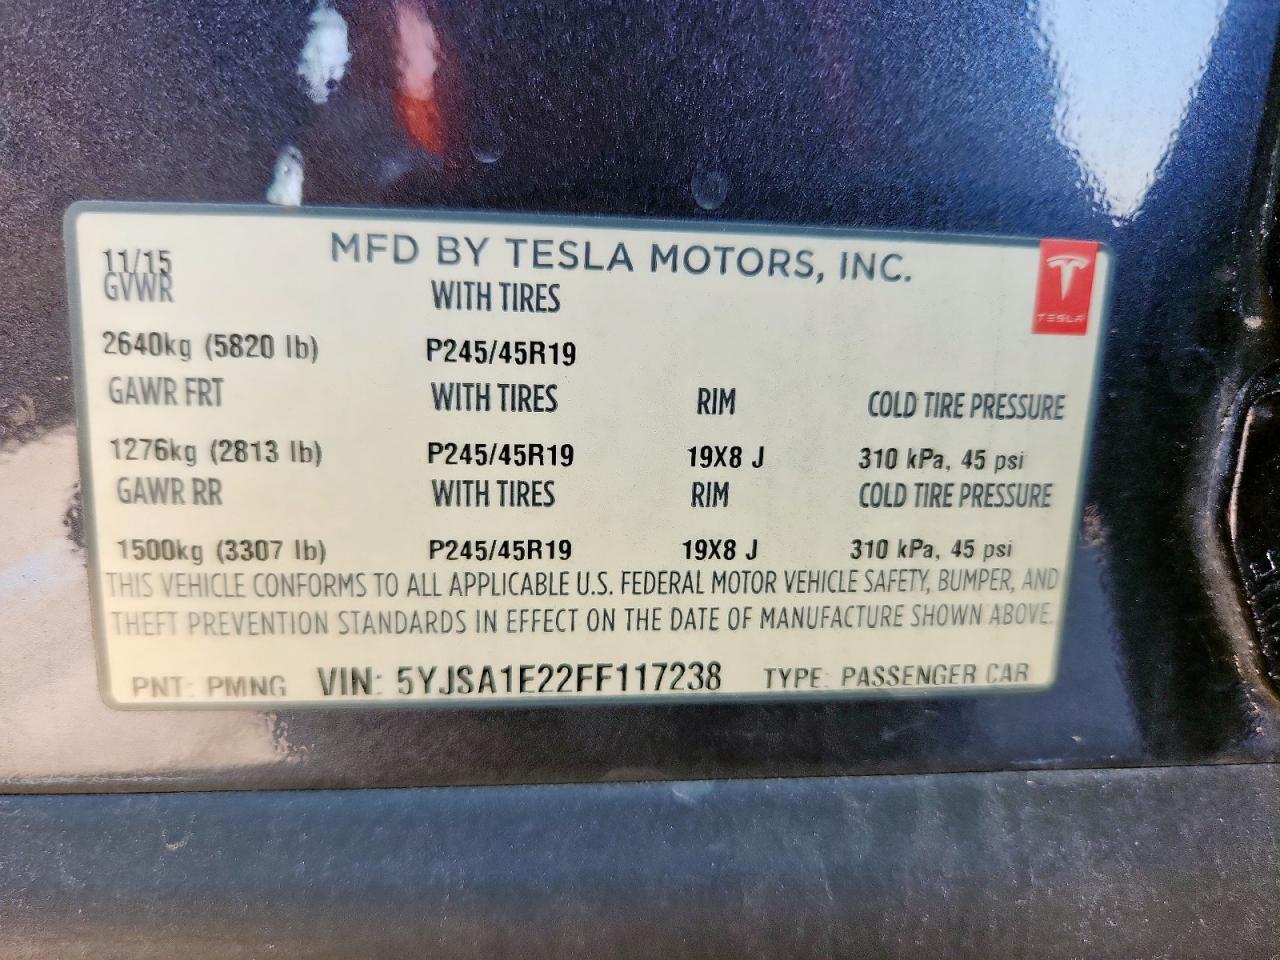 MFD BY TESLA MOTORS, INC.
11/15
GVWR WITH TIRES
TESLA
2640kg (5820 lb) P245/45R19
GAWR FRT WITH TIRES RIM COLD TIRE PRESSURE
1276kg (2813 lb) P245/45R19 19X8 J 310 kPa, 45 psi
GAWR RR WITH TIRES RIM COLD TIRE PRESSURE
1500kg (3307 lb) P245/45R19 19X8 J 310 kPa, 45 psi
THIS VEHICLE CONFORMS TO ALL APPLICABLE U.S. FEDERAL MOTOR VEHICLE SAFETY, BUMPER, AND
THEFT PREVENTION STANDARDS IN EFFECT ON THE DATE OF MANUFACTURE SHOWN ABOVE.
PNT: PMNG VIN: 5YJSA1E22FF117238 TYPE: PASSENGER CAR